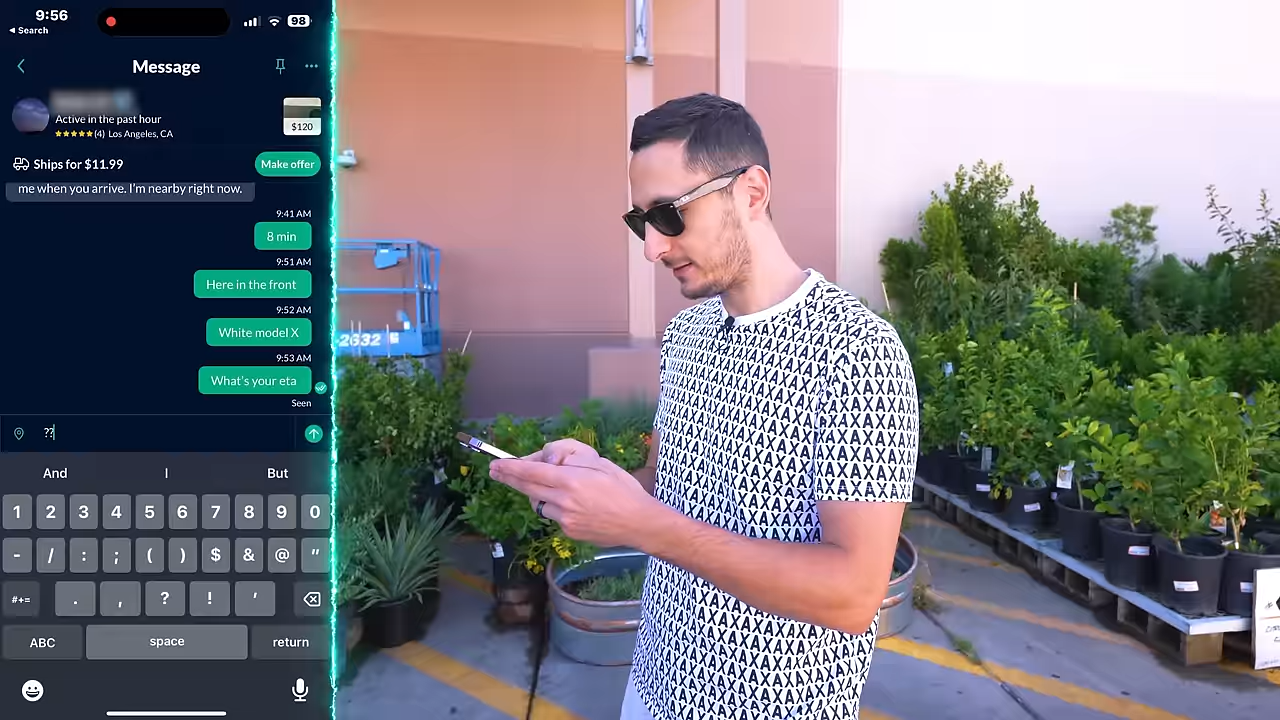 9:56
98
Search
Message
Active in the past hour
(4) Los Angeles, CA
$120
Ships for $11.99
Make offer
me when you arrive. I'm nearby right now.
9:41 AM
8 min
9:51 AM
Here in the front
9:52 AM
White model X
9:53 AM
What's your eta
Seen
??
And I But
1 2 3 4 5 6 7 8 9 0
- / : ; ( ) $ & @ "
#+= . , ? ! '
ABC space return
2632